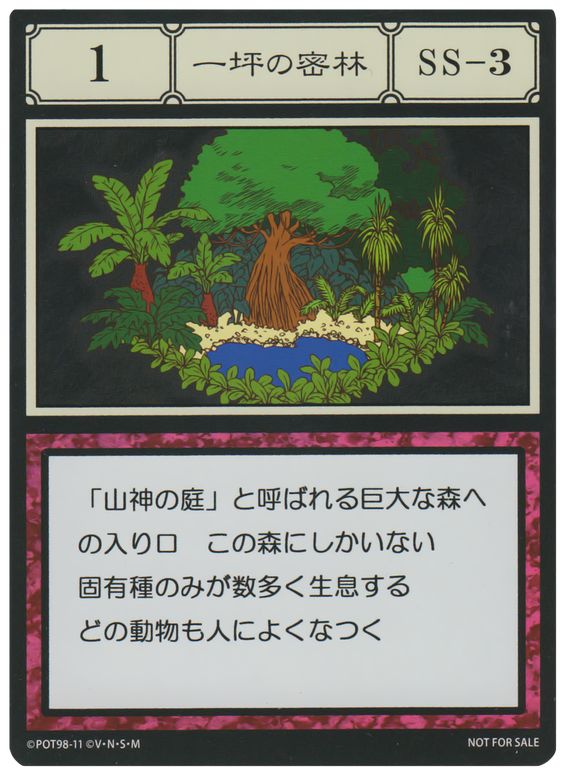 1
一坪の密林
SS-3
「山神の庭」と呼ばれる巨大な森へ
の入り口　この森にしかいない
固有種のみが数多く生息する
どの動物も人によくなつく
©POT98-11 ©V・N・S・M
NOT FOR SALE